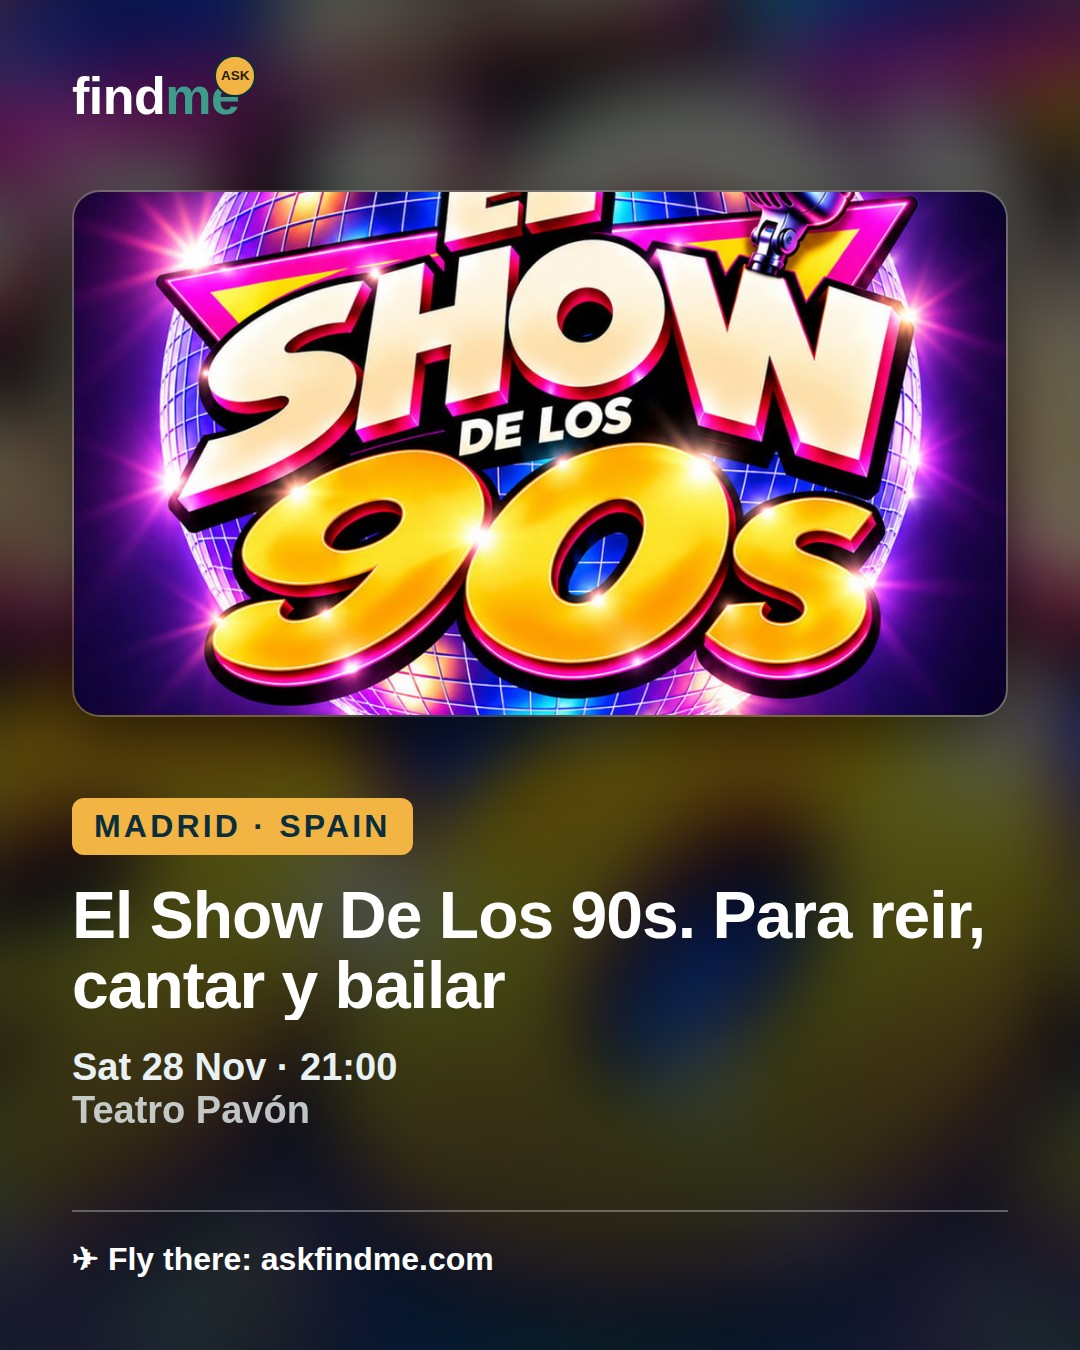 findme
ASK
EL
SHOW
DE LOS
90s
MADRID · SPAIN
El Show De Los 90s. Para reir,
cantar y bailar
Sat 28 Nov · 21:00
Teatro Pavón
✈ Fly there: askfindme.com